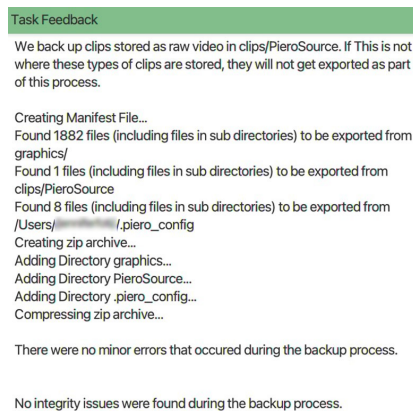 Task Feedback
We back up clips stored as raw video in clips/PieroSource. If This is not
where these types of clips are stored, they will not get exported as part
of this process.
Creating Manifest File...
Found 1882 files (including files in sub directories) to be exported from
graphics/
Found 1 files (including files in sub directories) to be exported from
clips/PieroSource
Found 8 files (including files in sub directories) to be exported from
/Users/ /.piero_config
Creating zip archive...
Adding Directory graphics...
Adding Directory PieroSource...
Adding Directory .piero_config...
Compressing zip archive...
There were no minor errors that occured during the backup process.
No integrity issues were found during the backup process.